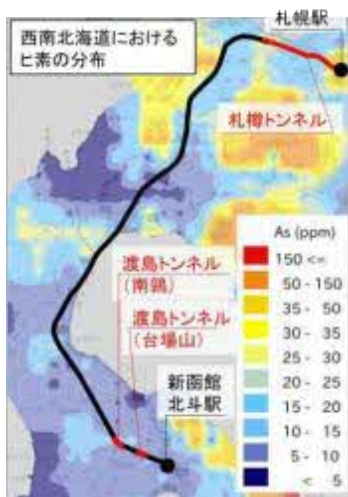 西南北海道における
ヒ素の分布
札幌駅
札樽トンネル
渡島トンネル
(南鶉)
渡島トンネル
(台場山)
新函館
北斗駅
As (ppm)
150 <=
50 - 150
35 - 50
30 - 35
25 - 30
20 - 25
15 - 20
10 - 15
5 - 10
< 5